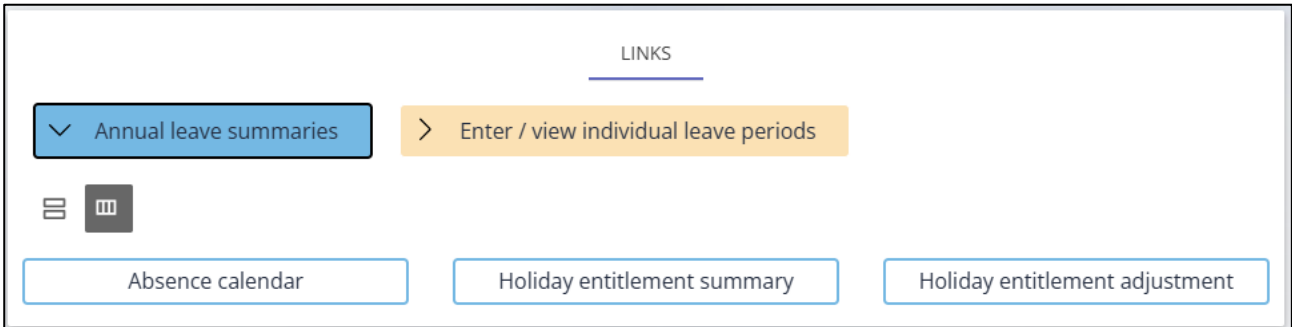 LINKS
Annual leave summaries
Enter / view individual leave periods
Absence calendar
Holiday entitlement summary
Holiday entitlement adjustment